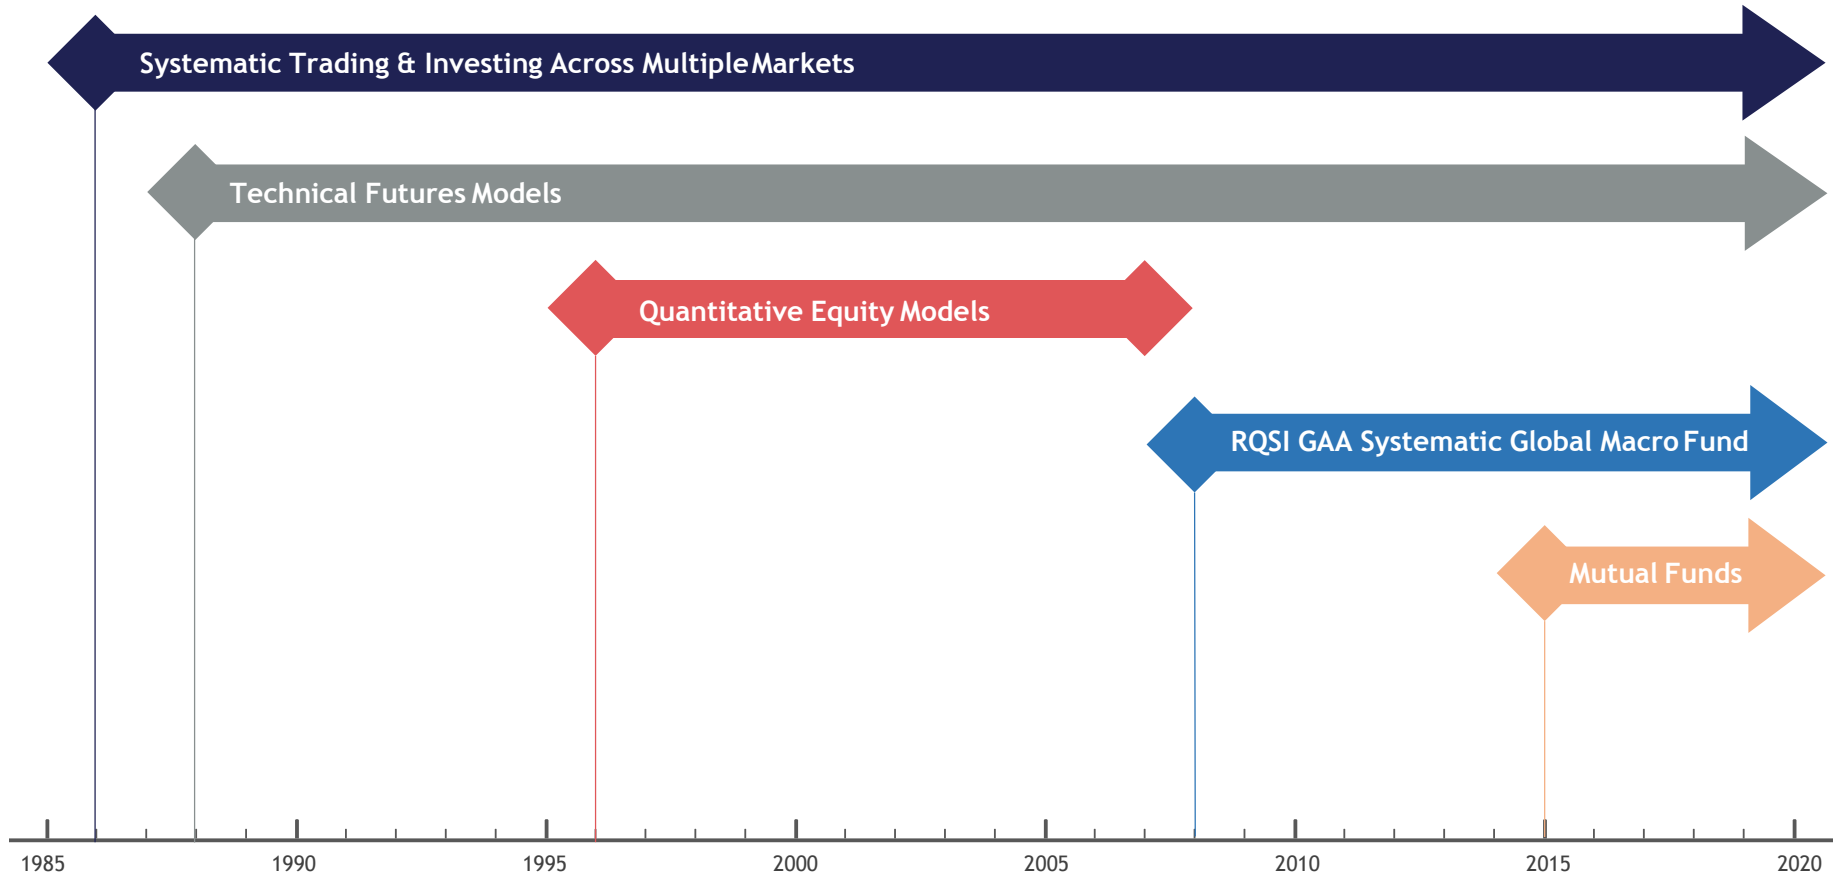 Systematic Trading & Investing Across Multiple Markets
Technical Futures Models
Quantitative Equity Models
RQSI GAA Systematic Global Macro Fund
Mutual Funds
1985 1990 1995 2000 2005 2010 2015 2020